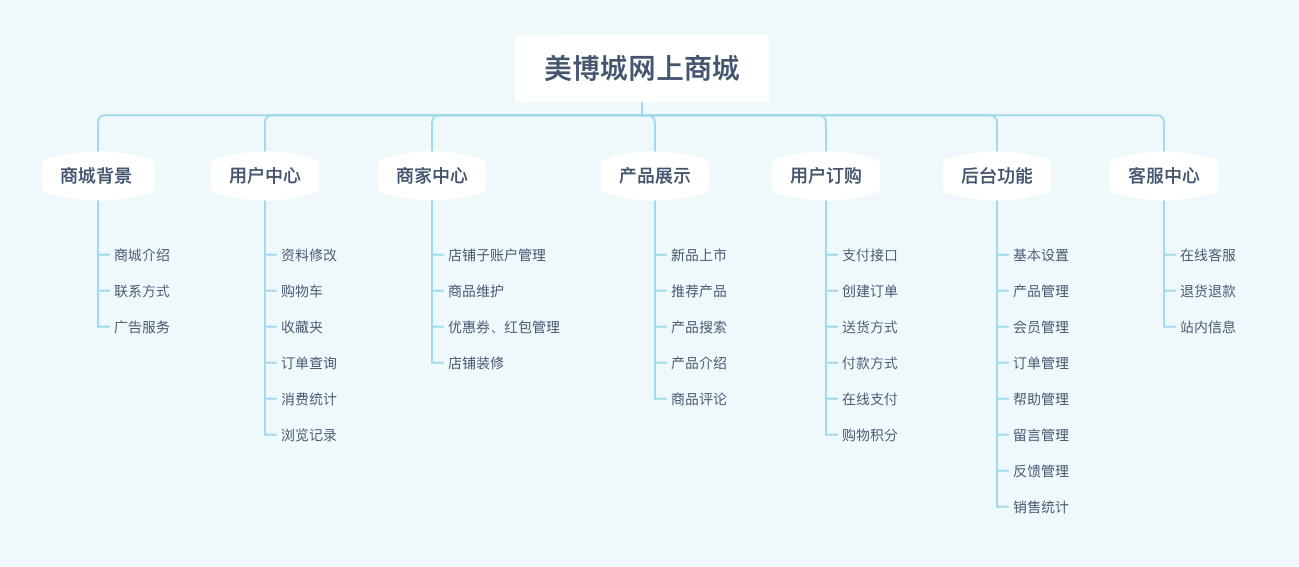 美博城网上商城
商城背景
商城介绍
联系方式
广告服务
用户中心
资料修改
购物车
收藏夹
订单查询
消费统计
浏览记录
商家中心
店铺子账户管理
商品维护
优惠券、红包管理
店铺装修
产品展示
新品上市
推荐产品
产品搜索
产品介绍
商品评论
用户订购
支付接口
创建订单
送货方式
付款方式
在线支付
购物积分
后台功能
基本设置
产品管理
会员管理
订单管理
帮助管理
留言管理
反馈管理
销售统计
客服中心
在线客服
退货退款
站内信息